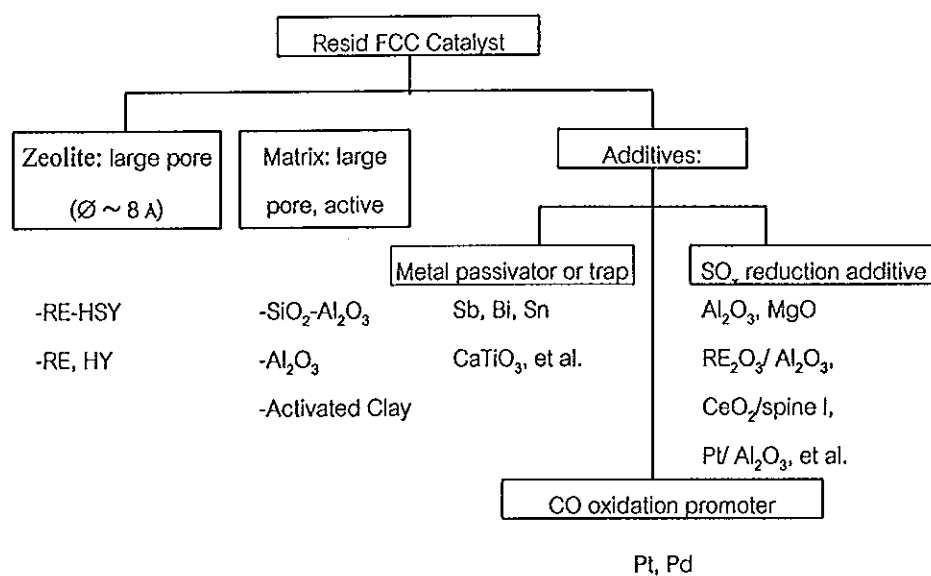 Resid FCC Catalyst
Zeolite: large pore
(Ø ~ 8 Å)
Matrix: large
pore, active
Additives:
Metal passivator or trap
SOₓ reduction additive
-RE-HSY
-RE, HY
-SiO₂-Al₂O₃
-Al₂O₃
-Activated Clay
Sb, Bi, Sn
CaTiO₃, et al.
Al₂O₃, MgO
RE₂O₃/ Al₂O₃,
CeO₂/spine l,
Pt/ Al₂O₃, et al.
CO oxidation promoter
Pt, Pd